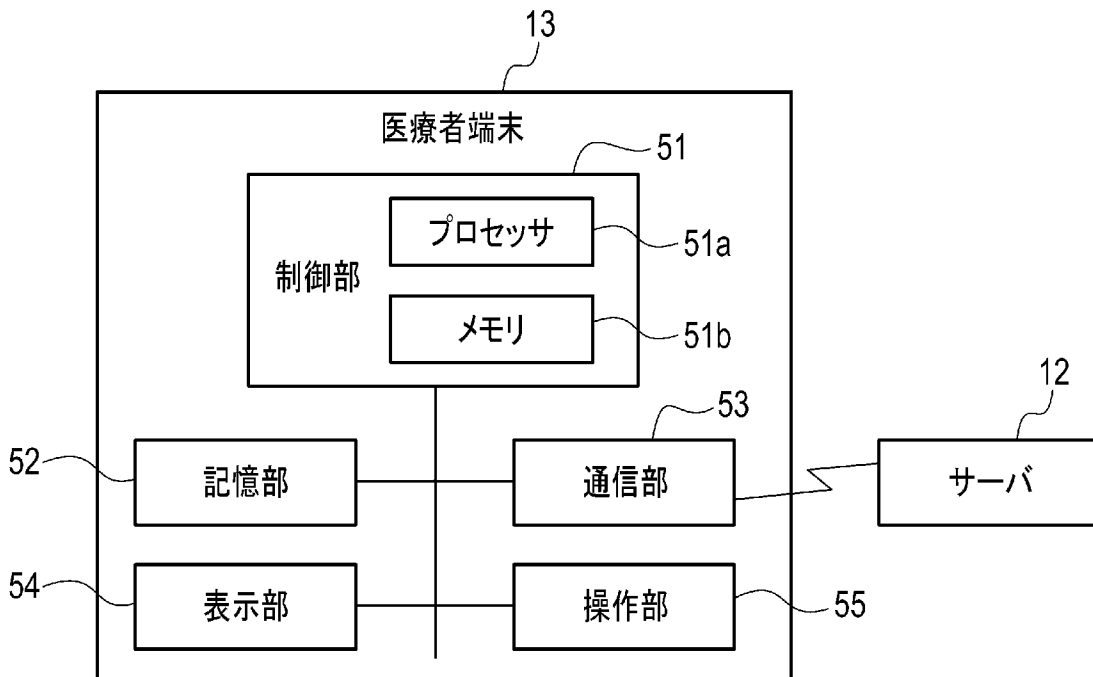 13
医療者端末
51
プロセッサ
51a
制御部
メモリ
51b
53
12
52
記憶部
通信部
サーバ
54
表示部
操作部
55